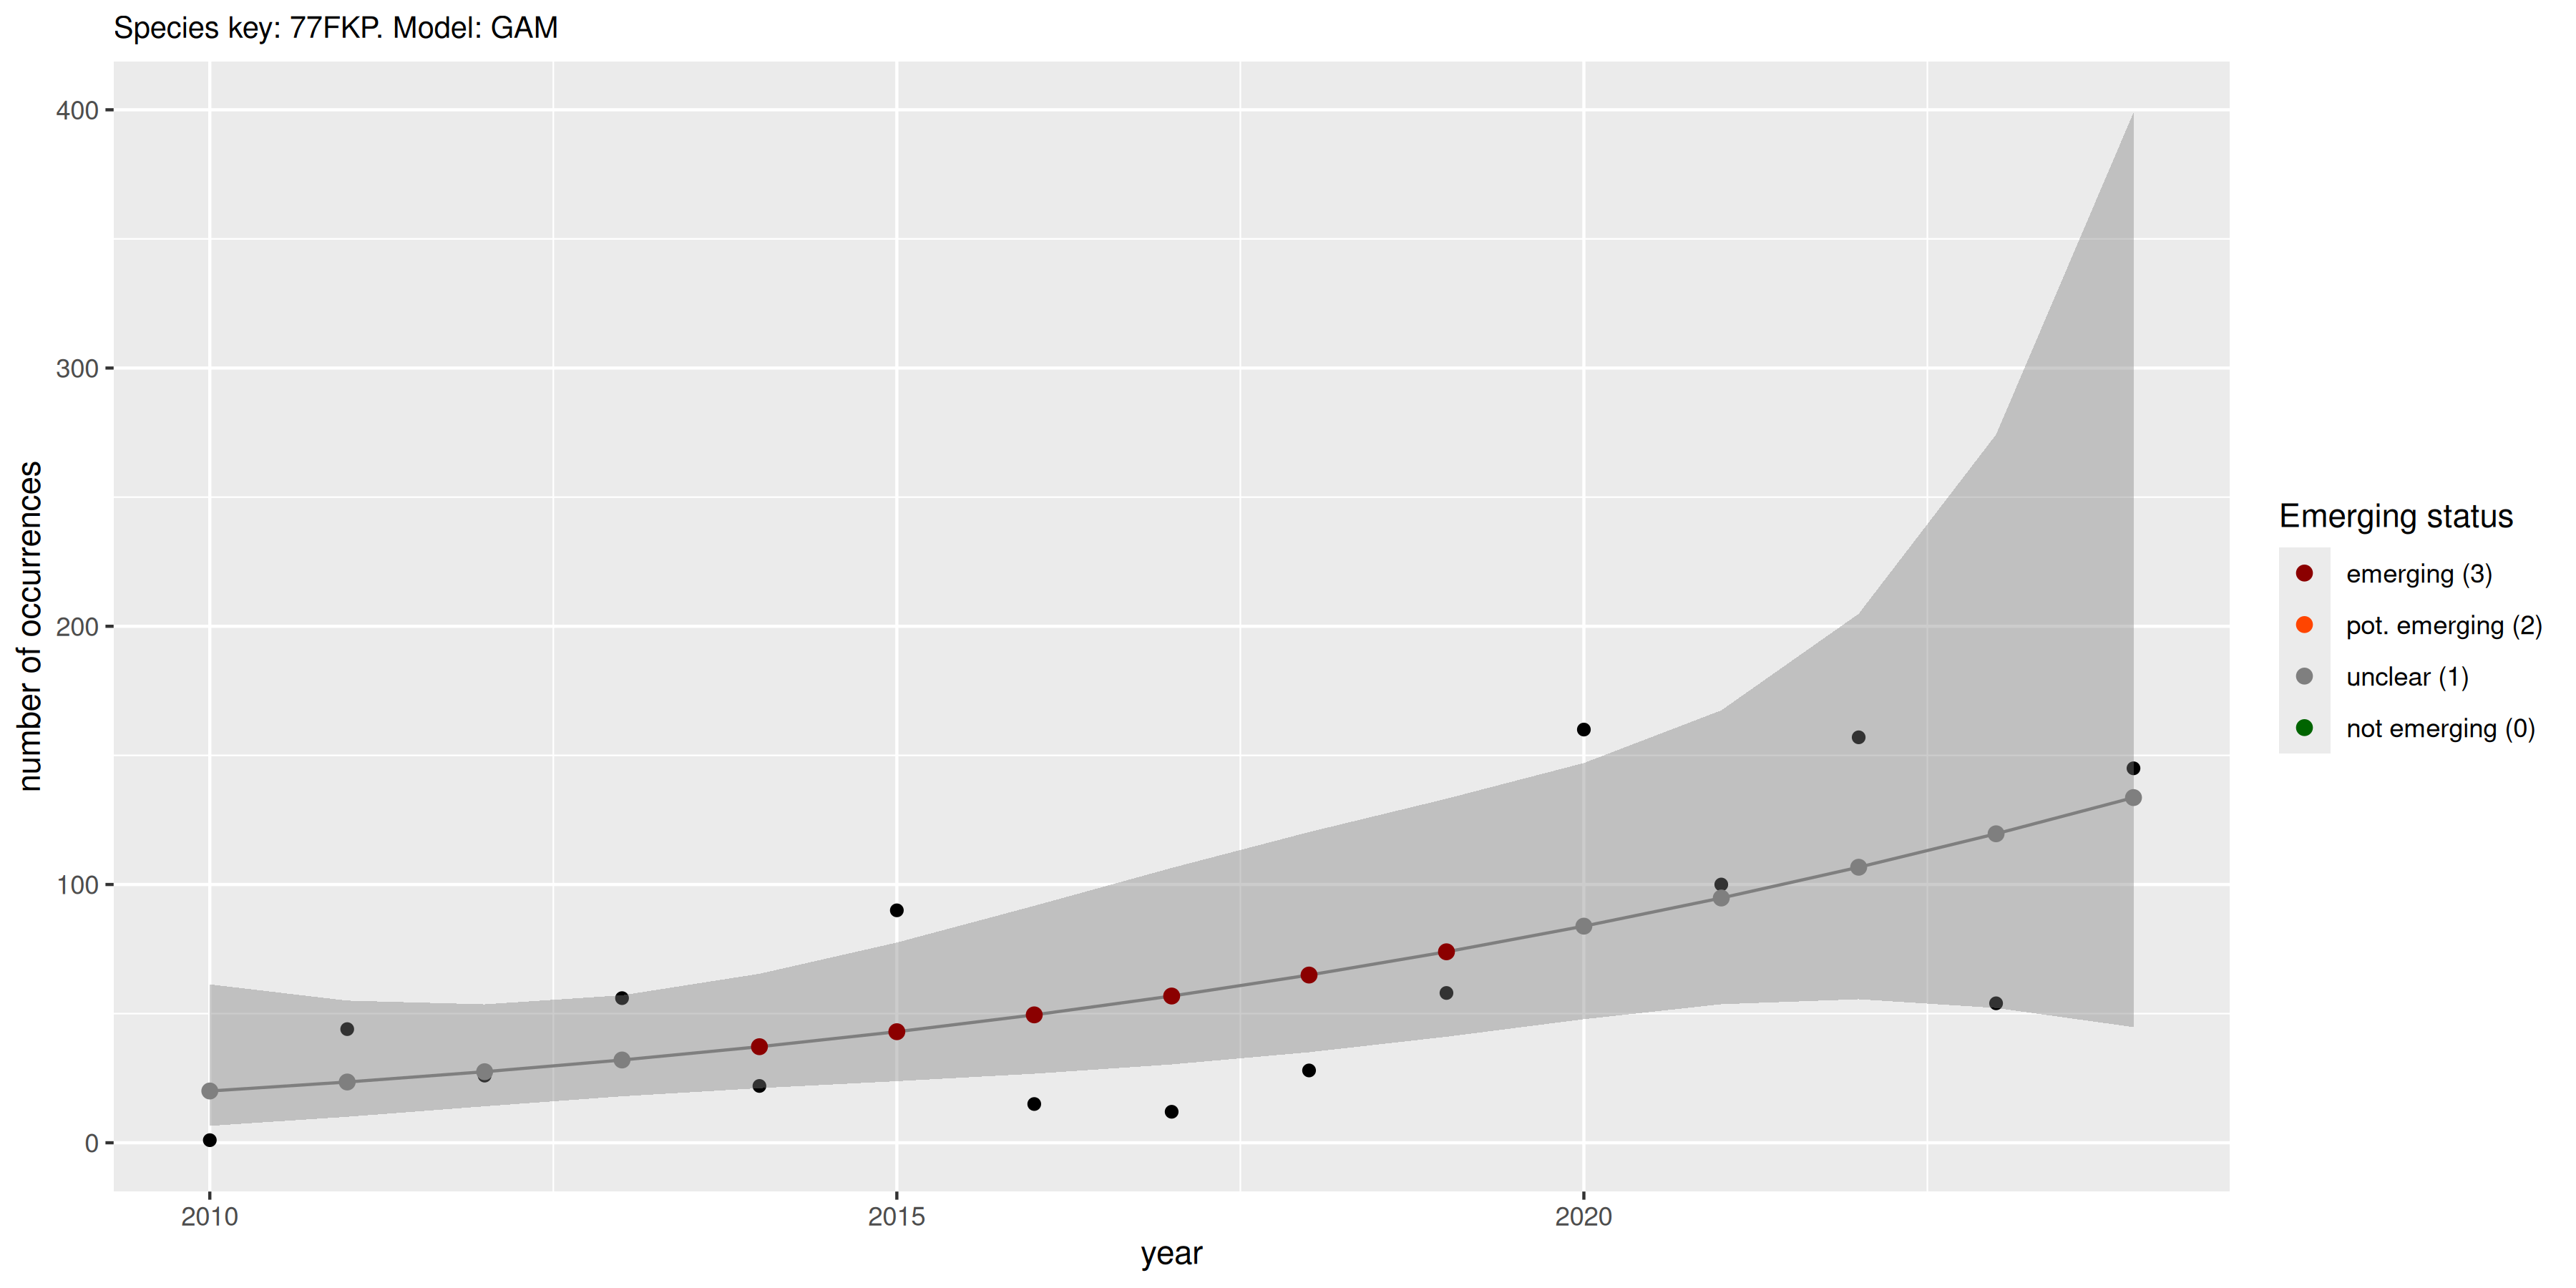 Species key: 77FKP. Model: GAM
400
300
200
100
0
number of occurrences
2010
2015
2020
year
Emerging status
emerging (3)
pot. emerging (2)
unclear (1)
not emerging (0)